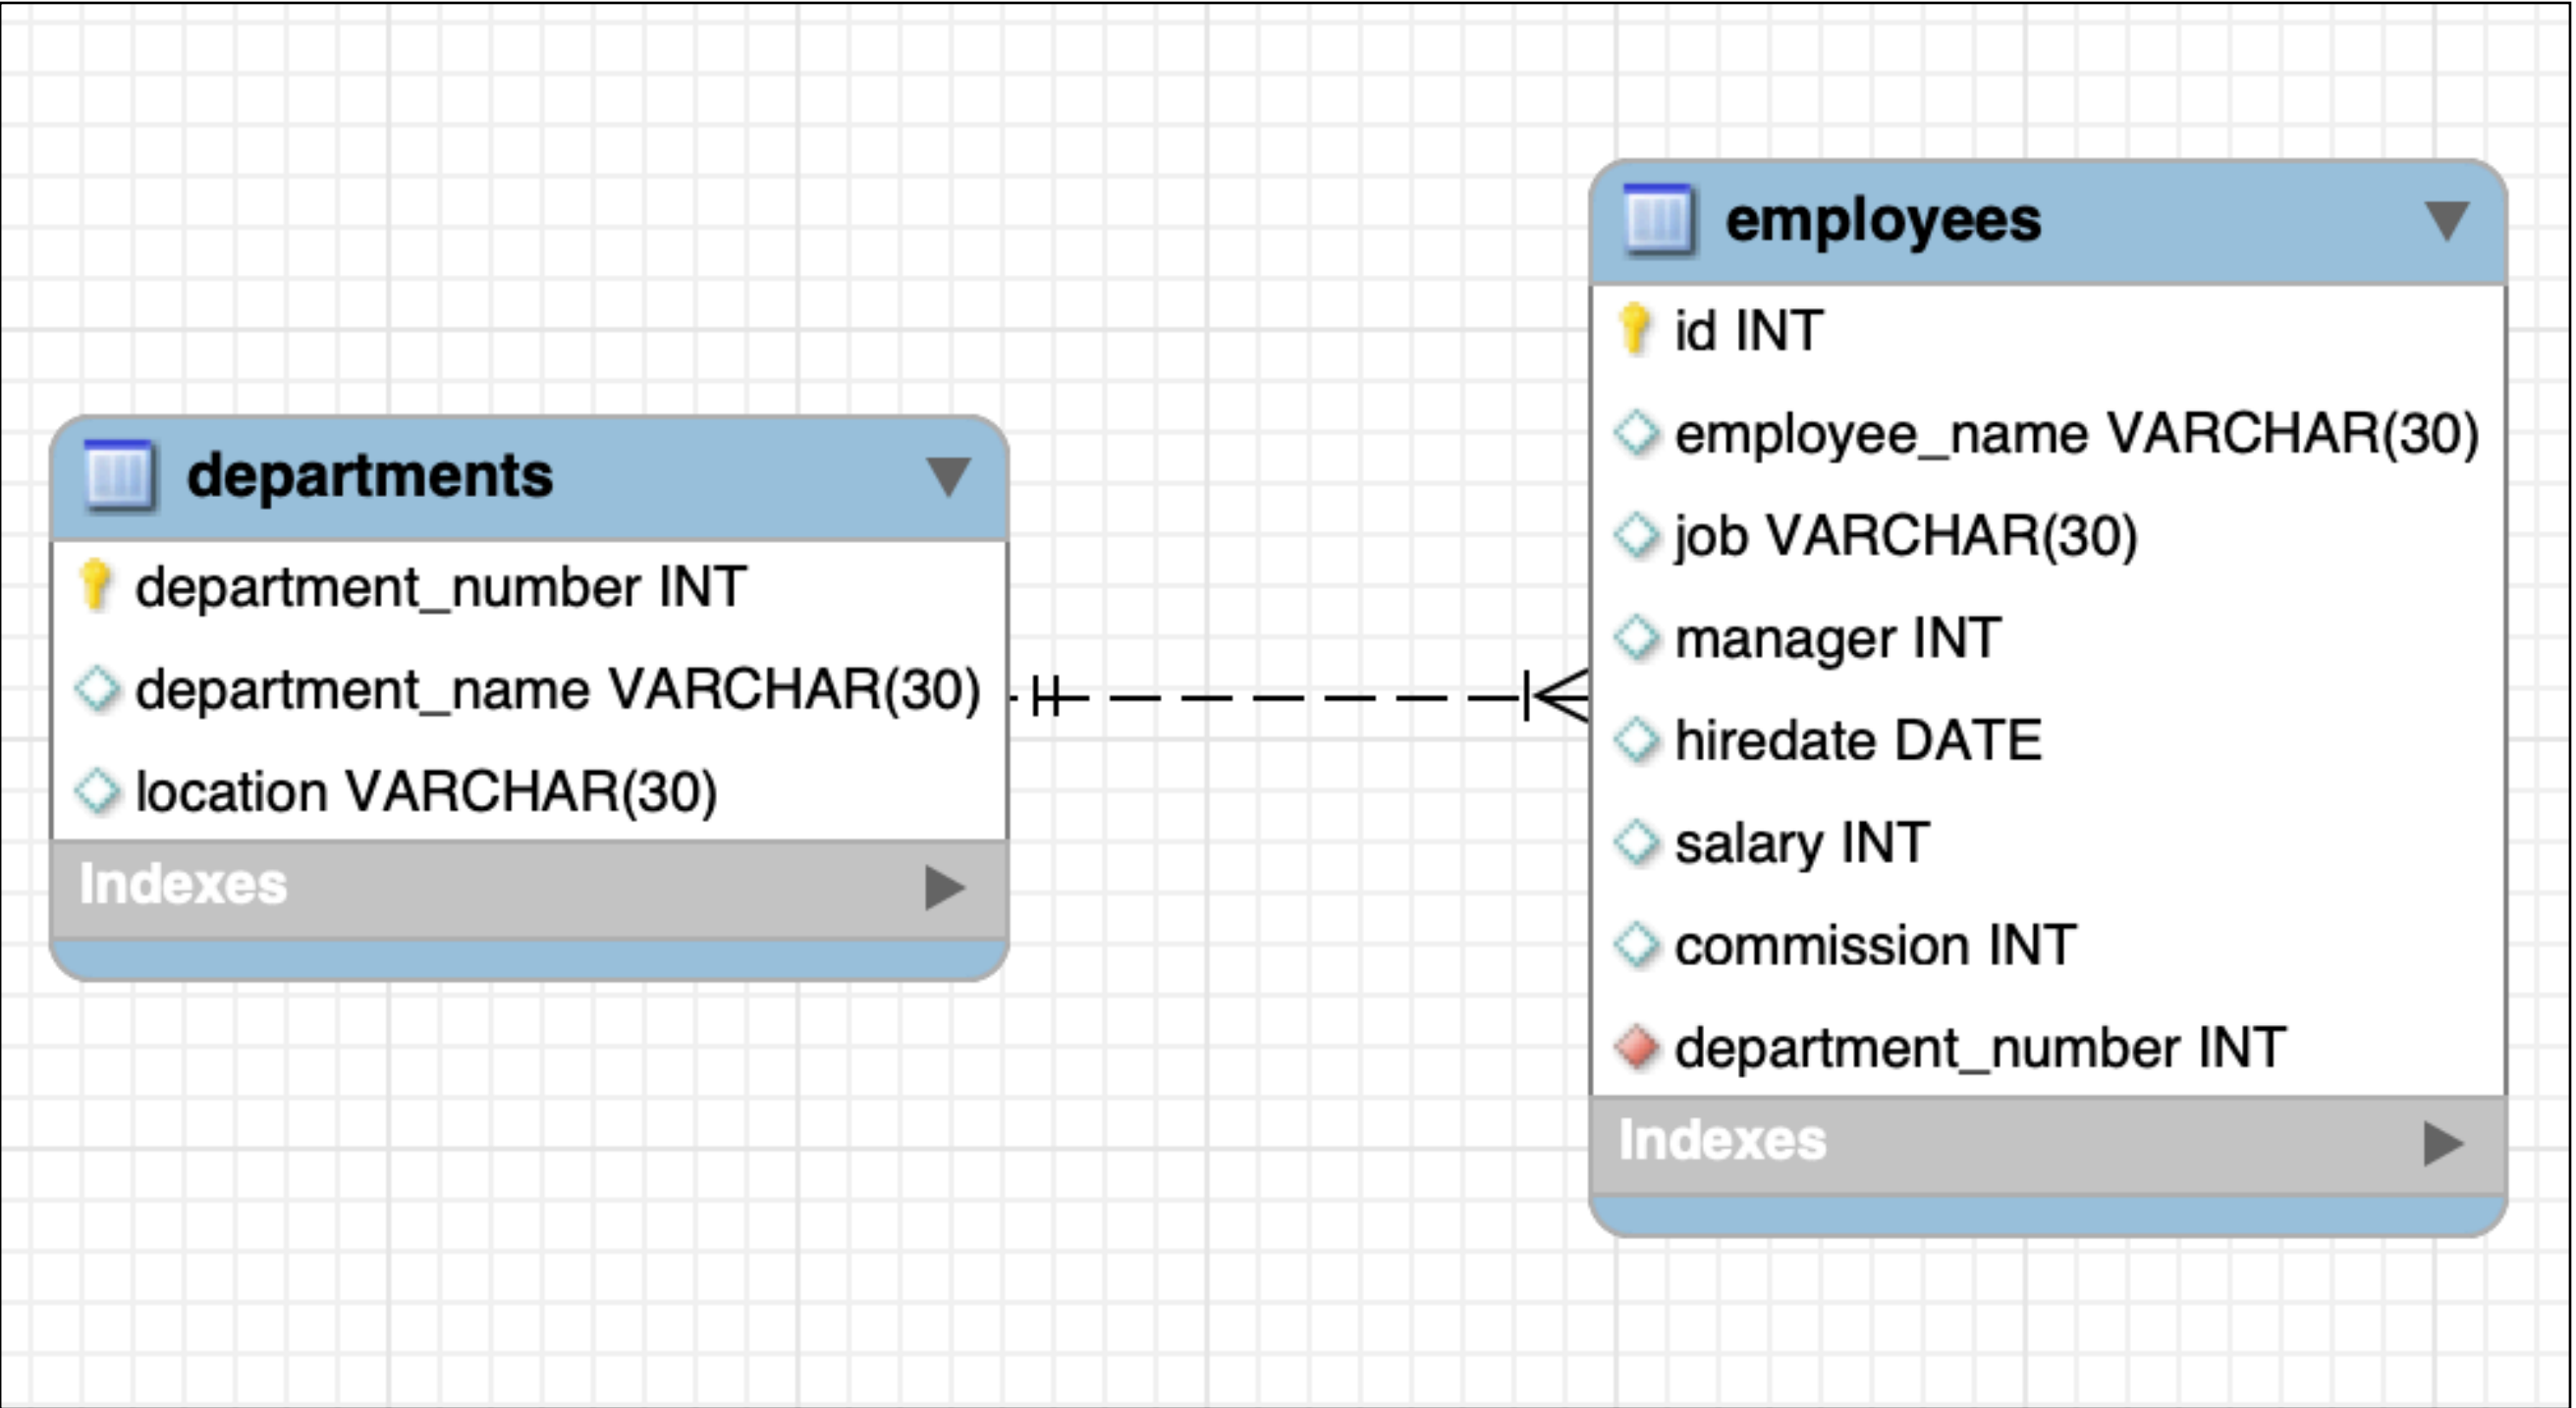 departments
department_number INT
department_name VARCHAR(30)
location VARCHAR(30)
Indexes
employees
id INT
employee_name VARCHAR(30)
job VARCHAR(30)
manager INT
hiredate DATE
salary INT
commission INT
department_number INT
Indexes